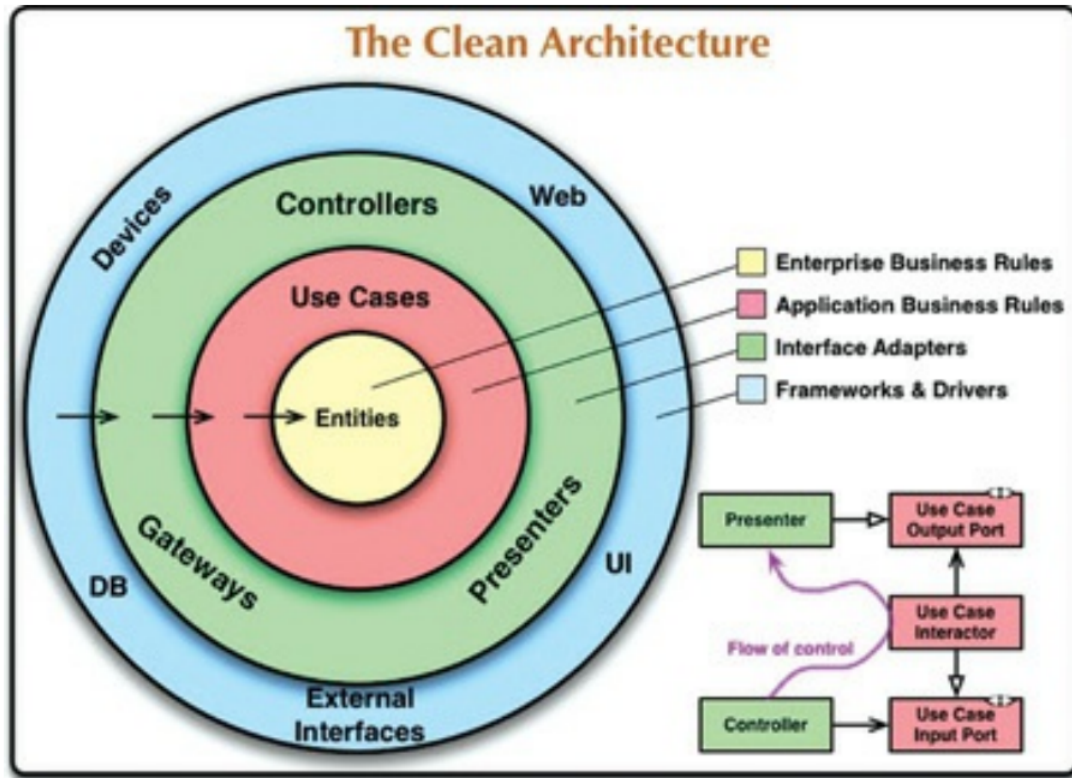 The Clean Architecture
Devices
Web
Controllers
Use Cases
Entities
Gateways
Presenters
DB
UI
External
Interfaces
Enterprise Business Rules
Application Business Rules
Interface Adapters
Frameworks & Drivers
Presenter
Use Case
Output Port
Use Case
Interactor
Flow of control
Controller
Use Case
Input Port